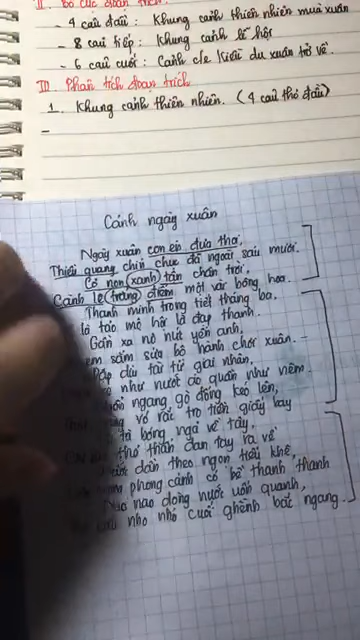 II. Bố cục đoạn trích.
- 4 câu đầu: Khung cảnh thiên nhiên mùa xuân
- 8 câu tiếp: Khung cảnh lễ hội
- 6 câu cuối: Cảnh c/e Kiều du xuân trở về.
III. Phân tích đoạn trích
1. Khung cảnh thiên nhiên. (4 câu thơ đầu)
-
Cảnh ngày xuân
Ngày xuân con én đưa thoi,
Thiều quang chín chục đã ngoài sáu mươi.
Cỏ non xanh tận chân trời,
Cành lê trắng điểm một vài bông hoa.
Thanh minh trong tiết tháng ba,
là tảo mộ hội là đạp thanh.
Gần xa nô nức yến anh,
em sắm sửa bộ hành chơi xuân.
dập dìu tài tử giai nhân,
như nước áo quần như nêm.
ngang gò đống kéo lên,
vó rắc tro tiền giấy bay
tà bóng ngả về tây,
thơ thẩn dan tay ra về
dần theo ngọn tiểu khê,
phong cảnh có bề thanh thanh
nao dòng nước uốn quanh,
nho nhỏ cuối ghềnh bắc ngang.